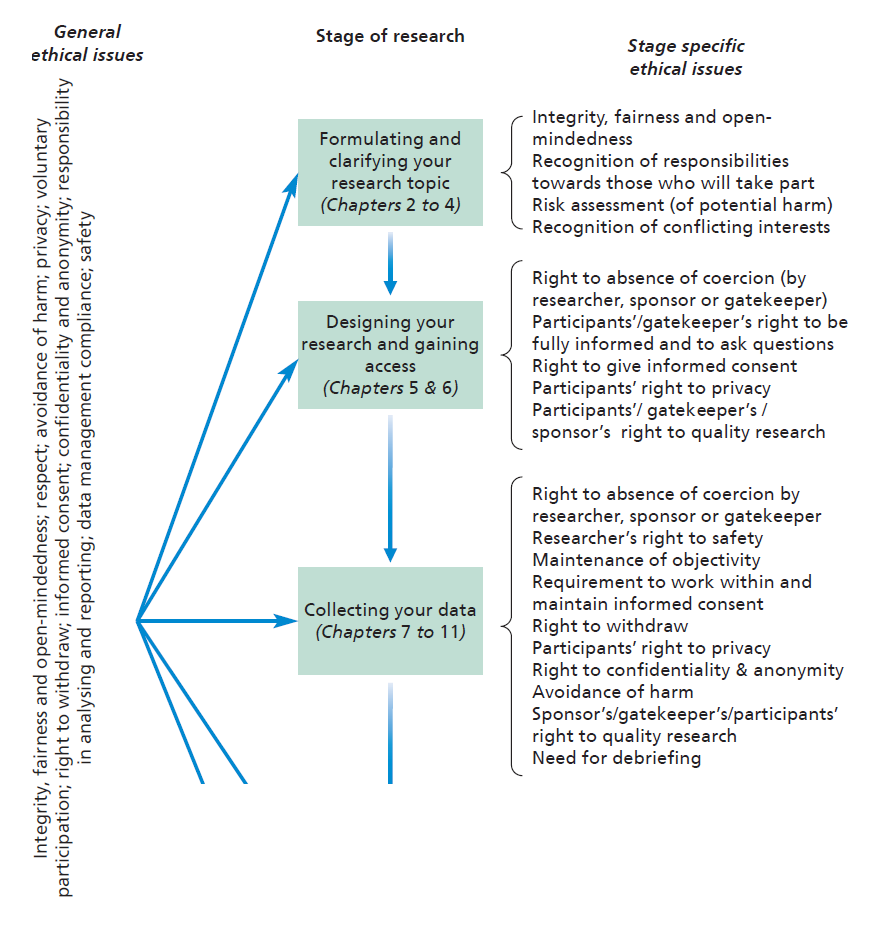 General
ethical issues
Stage of research
Stage specific
ethical issues
Integrity, fairness and open-mindedness; respect; avoidance of harm; privacy; voluntary
participation; right to withdraw; informed consent; confidentiality and anonymity; responsibility
in analysing and reporting; data management compliance; safety
Formulating and
clarifying your
research topic
(Chapters 2 to 4)
Integrity, fairness and open-
mindedness
Recognition of responsibilities
towards those who will take part
Risk assessment (of potential harm)
Recognition of conflicting interests
Designing your
research and gaining
access
(Chapters 5 & 6)
Right to absence of coercion (by
researcher, sponsor or gatekeeper)
Participants’/gatekeeper’s right to be
fully informed and to ask questions
Right to give informed consent
Participants’ right to privacy
Participants’/ gatekeeper’s /
sponsor’s right to quality research
Collecting your data
(Chapters 7 to 11)
Right to absence of coercion by
researcher, sponsor or gatekeeper
Researcher’s right to safety
Maintenance of objectivity
Requirement to work within and
maintain informed consent
Right to withdraw
Participants’ right to privacy
Right to confidentiality & anonymity
Avoidance of harm
Sponsor’s/gatekeeper’s/participants’
right to quality research
Need for debriefing